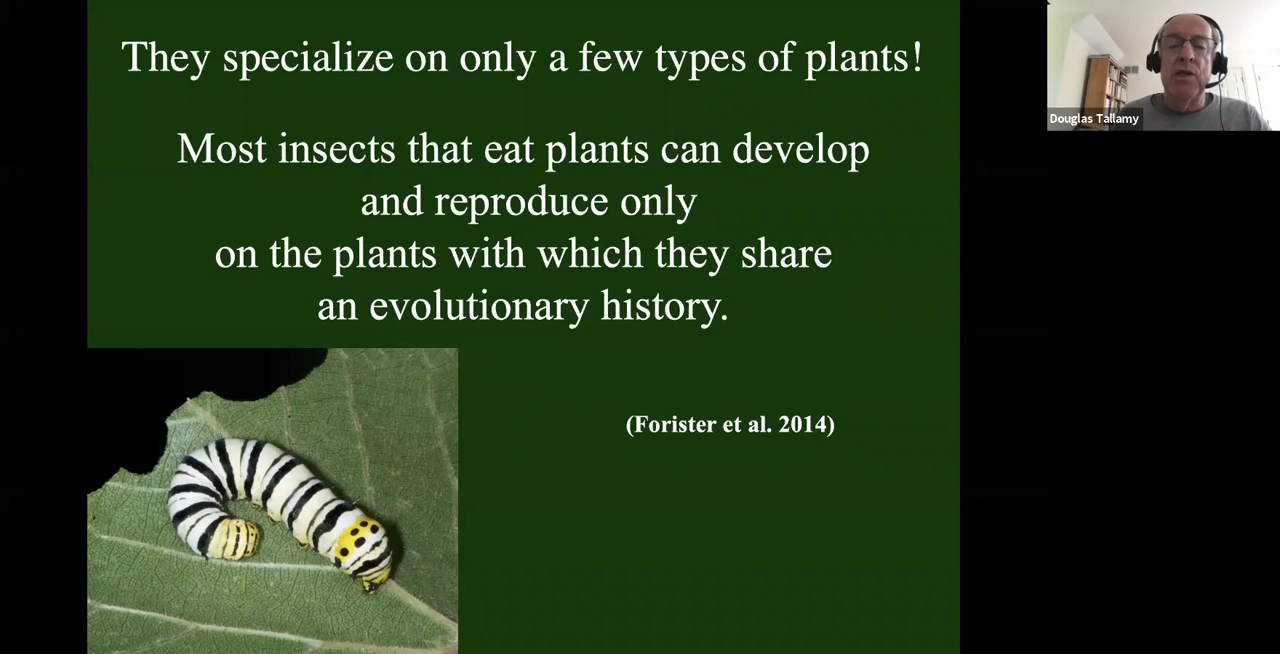 They specialize on only a few types of plants!
Most insects that eat plants can develop
and reproduce only
on the plants with which they share
an evolutionary history.
(Forister et al. 2014)
Douglas Tallamy